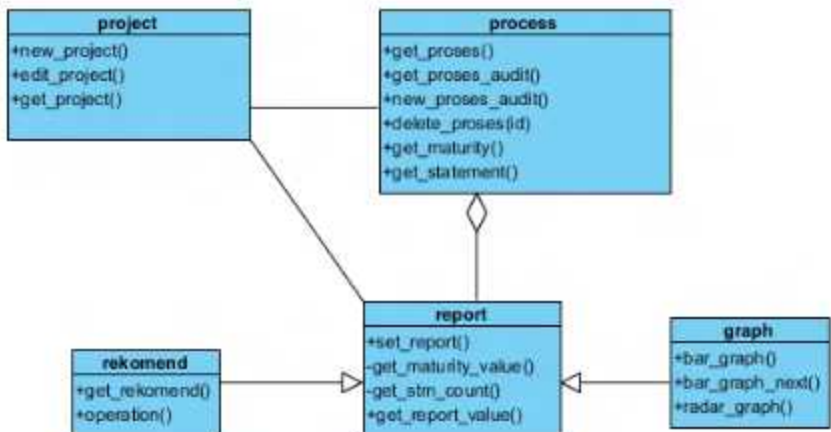 project
+new_project()
+edit_project()
+get_project()
process
+get_proses()
+get_proses_audit()
+new_proses_audit()
+delete_proses(id)
+get_maturity()
+get_statement()
report
+set_report()
-get_maturity_value()
-get_stm_count()
+get_report_value()
rekomend
+get_rekomend()
+operation()
graph
+bar_graph()
+bar_graph_next()
+radar_graph()